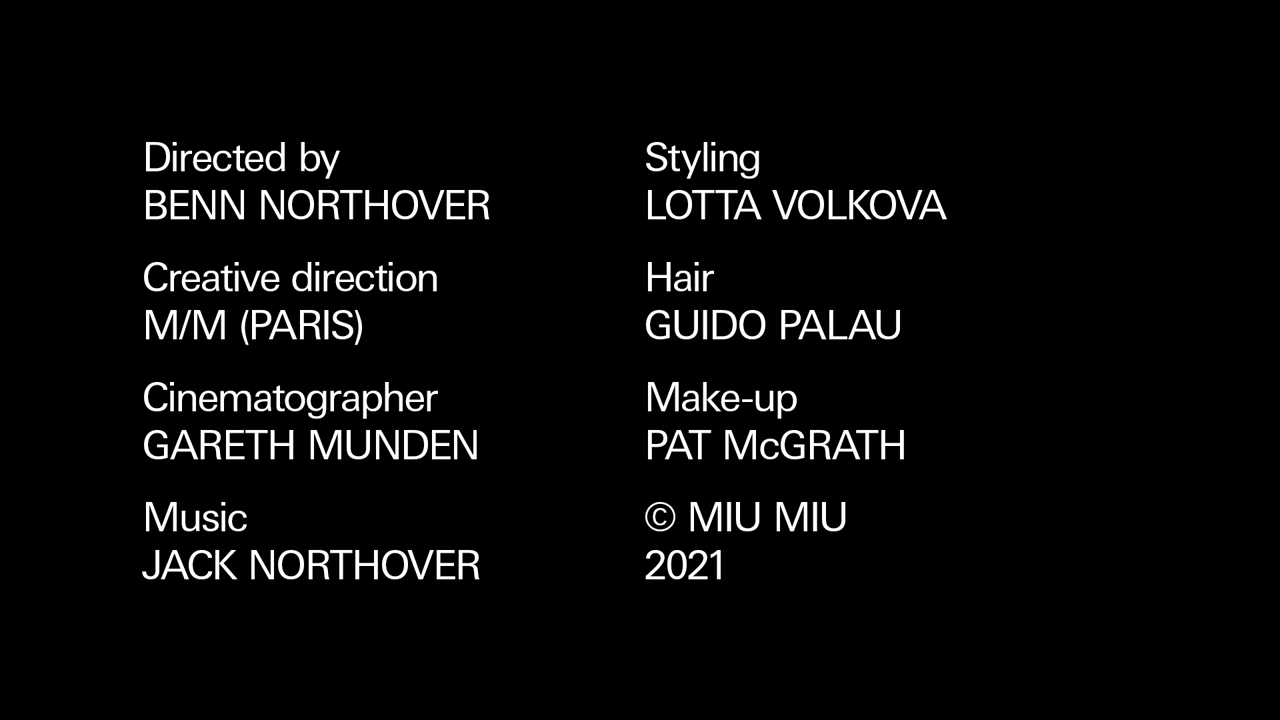 Directed by
BENN NORTHOVER
Creative direction
M/M (PARIS)
Cinematographer
GARETH MUNDEN
Music
JACK NORTHOVER
Styling
LOTTA VOLKOVA
Hair
GUIDO PALAU
Make-up
PAT McGRATH
© MIU MIU
2021